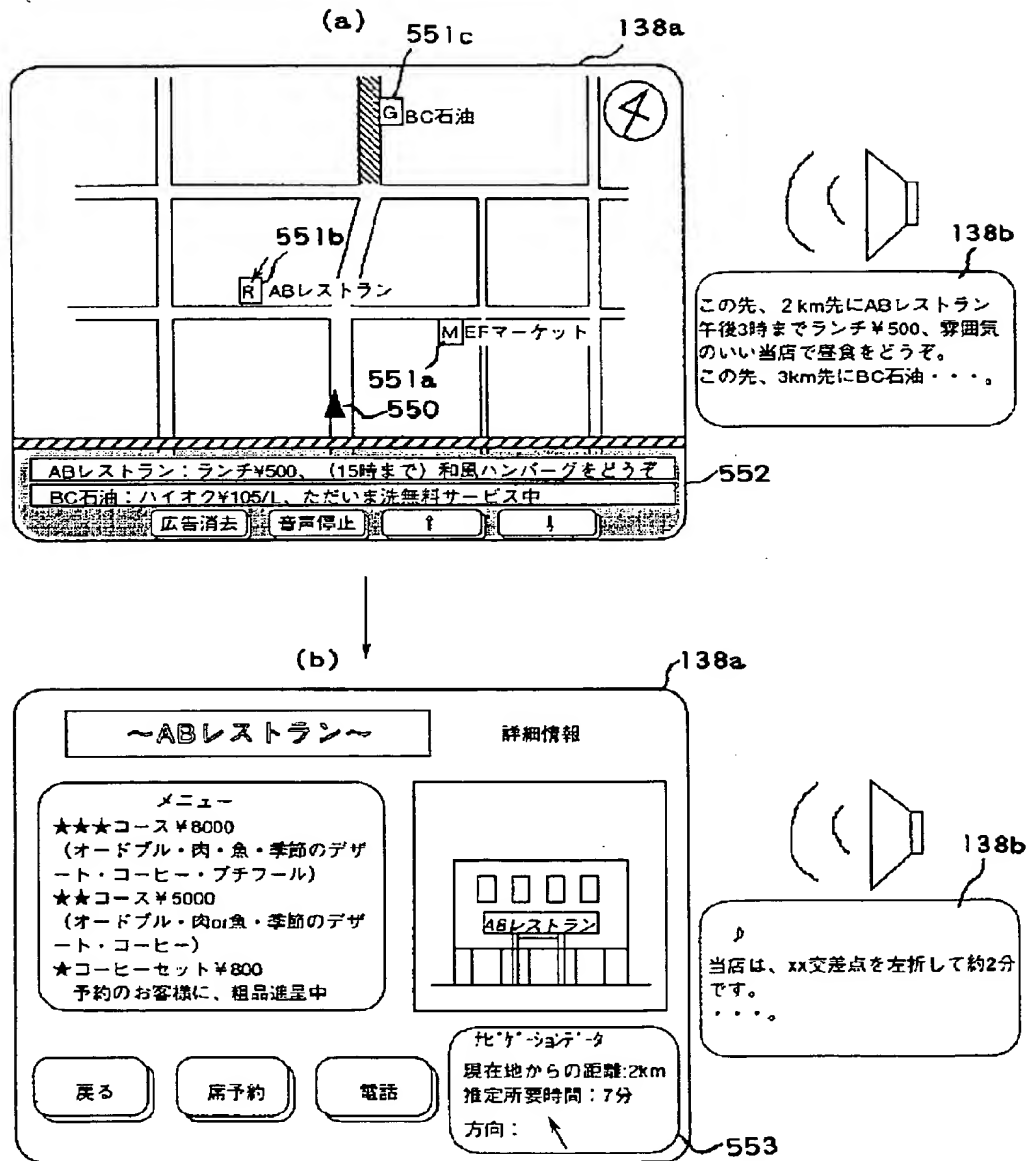 (a)
551c
138a
G BC石油
4
551b
R ABレストラン
M EFマーケット
551a
550
138b
この先、2km先にABレストラン
午後3時までランチ¥500、雰囲気
のいい当店で昼食をどうぞ。
この先、3km先にBC石油・・・。
ABレストラン：ランチ¥500、（15時まで）和風ハンバーグをどうぞ
BC石油：ハイオク¥105/L、ただいま洗無料サービス中
552
広告消去 音声停止 ↑ ↓
(b)
138a
～ABレストラン～
詳細情報
メニュー
★★★コース¥8000
（オードブル・肉・魚・季節のデザ
ート・コーヒー・プチフール）
★★コース¥5000
（オードブル・肉or魚・季節のデザ
ート・コーヒー）
★コーヒーセット¥800
予約のお客様に、粗品進呈中
ABレストラン
138b
♪
当店は、xx交差点を左折して約2分
です。
・・・。
戻る 席予約 電話
ﾅﾋﾞｹﾞｰｼｮﾝﾃﾞｰﾀ
現在地からの距離:2km
推定所要時間：7分
方向：
553